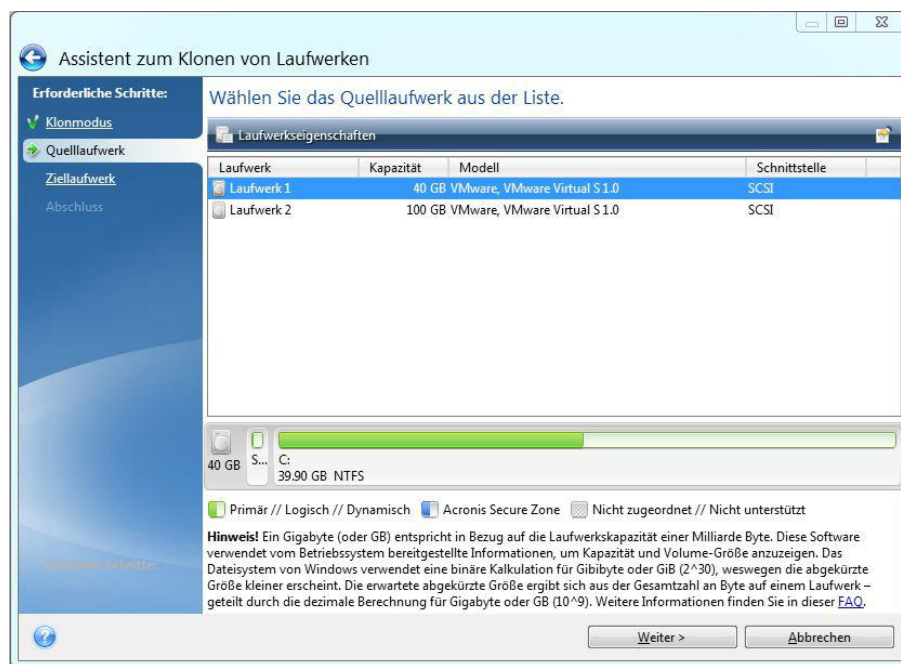 Assistent zum Klonen von Laufwerken
Erforderliche Schritte:
Klonmodus
Quelllaufwerk
Ziellaufwerk
Abschluss
Wählen Sie das Quelllaufwerk aus der Liste.
Laufwerkseigenschaften
Laufwerk Kapazität Modell Schnittstelle
Laufwerk 1 40 GB VMware, VMware Virtual S 1.0 SCSI
Laufwerk 2 100 GB VMware, VMware Virtual S 1.0 SCSI
40 GB S... C:
39.90 GB NTFS
Primär // Logisch // Dynamisch Acronis Secure Zone Nicht zugeordnet // Nicht unterstützt
Hinweis! Ein Gigabyte (oder GB) entspricht in Bezug auf die Laufwerkskapazität einer Milliarde Byte. Diese Software
verwendet vom Betriebssystem bereitgestellte Informationen, um Kapazität und Volume-Größe anzuzeigen. Das
Dateisystem von Windows verwendet eine binäre Kalkulation für Gibibyte oder GiB (2^30), weswegen die abgekürzte
Größe kleiner erscheint. Die erwartete abgekürzte Größe ergibt sich aus der Gesamtzahl an Byte auf einem Laufwerk –
geteilt durch die dezimale Berechnung für Gigabyte oder GB (10^9). Weitere Informationen finden Sie in dieser FAQ.
Weiter > Abbrechen